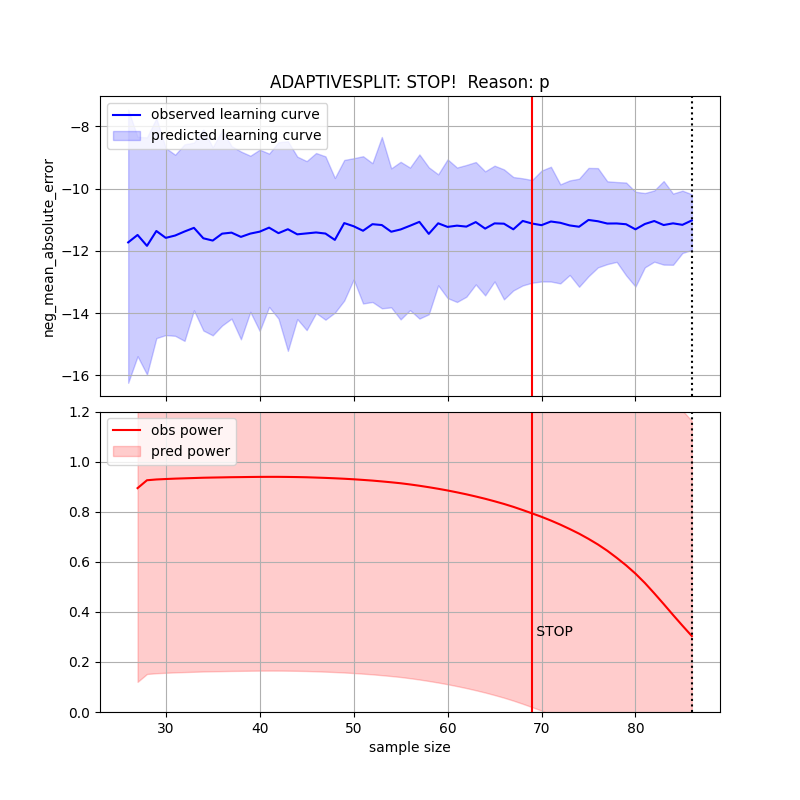 ADAPTIVESPLIT: STOP!  Reason: p
observed learning curve
predicted learning curve
neg_mean_absolute_error
−8
−10
−12
−14
−16
obs power
pred power
1.2
1.0
0.8
0.6
0.4
0.2
0.0
STOP
30 40 50 60 70 80
sample size